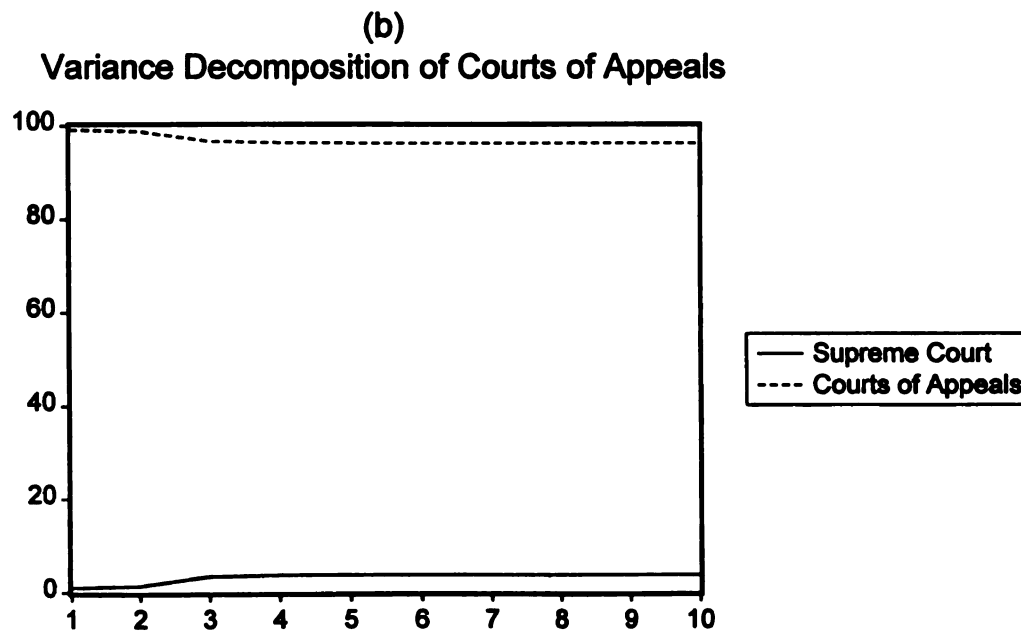 (b)
Variance Decomposition of Courts of Appeals
100
80
60
40
20
0
1 2 3 4 5 6 7 8 9 10
Supreme Court
Courts of Appeals